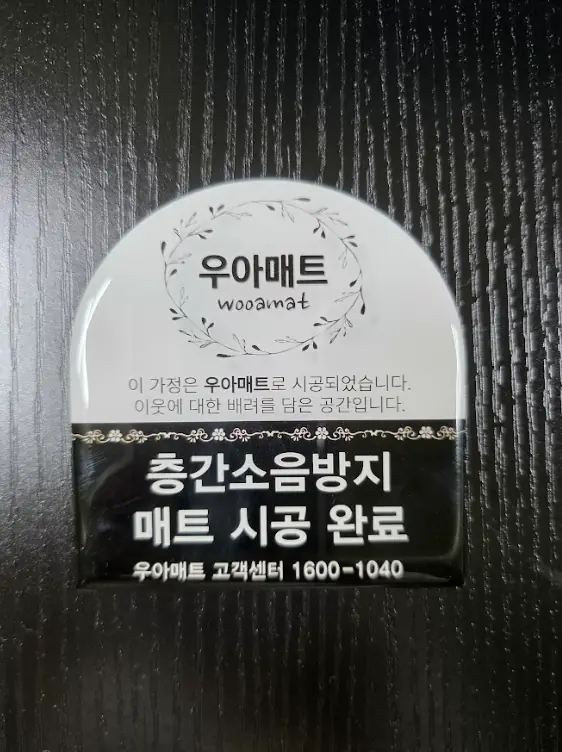 우아매트
wooamat
이 가정은 우아매트로 시공되었습니다.
이웃에 대한 배려를 담은 공간입니다.
층간소음방지
매트 시공 완료
우아매트 고객센터 1600-1040